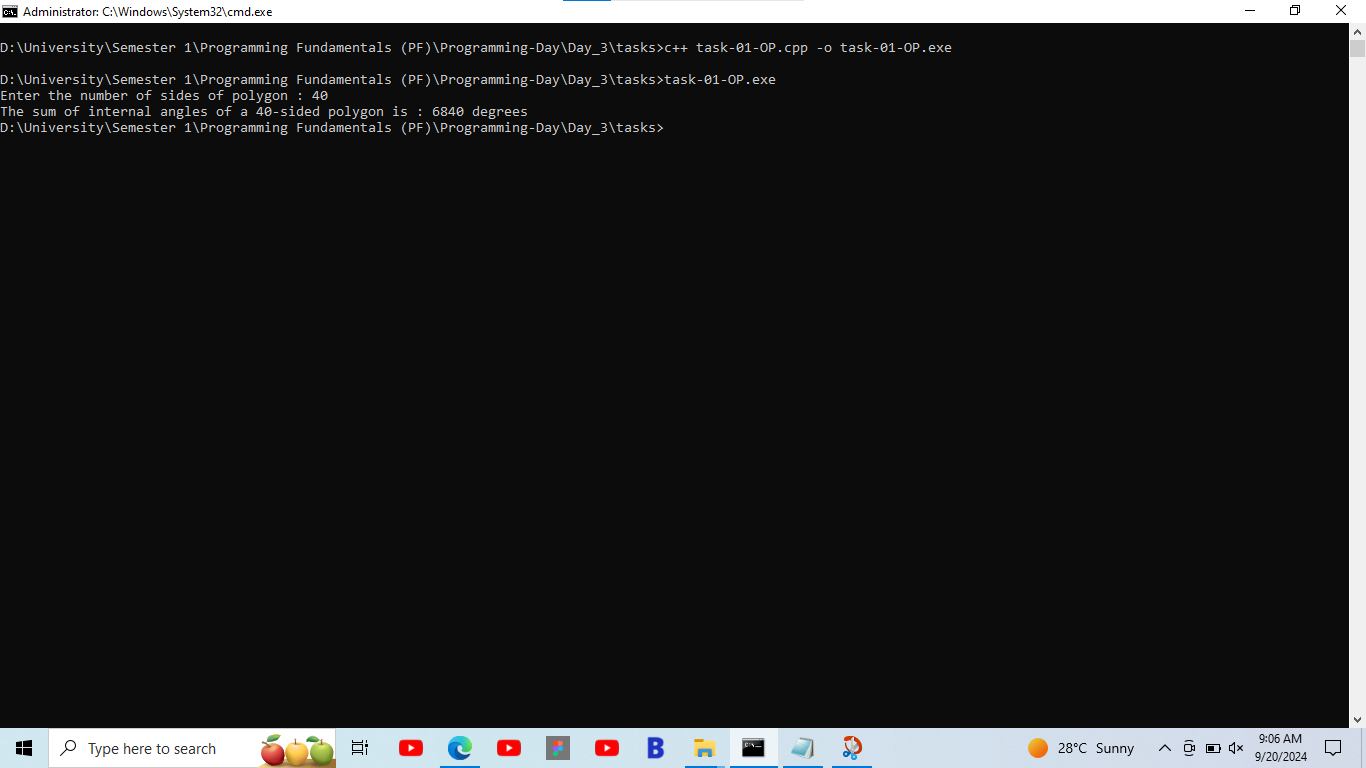 Administrator: C:\Windows\System32\cmd.exe
D:\University\Semester 1\Programming Fundamentals (PF)\Programming-Day\Day_3\tasks>c++ task-01-OP.cpp -o task-01-OP.exe
D:\University\Semester 1\Programming Fundamentals (PF)\Programming-Day\Day_3\tasks>task-01-OP.exe
Enter the number of sides of polygon : 40
The sum of internal angles of a 40-sided polygon is : 6840 degrees
D:\University\Semester 1\Programming Fundamentals (PF)\Programming-Day\Day_3\tasks>
Type here to search
B
28°C Sunny
9:06 AM
9/20/2024